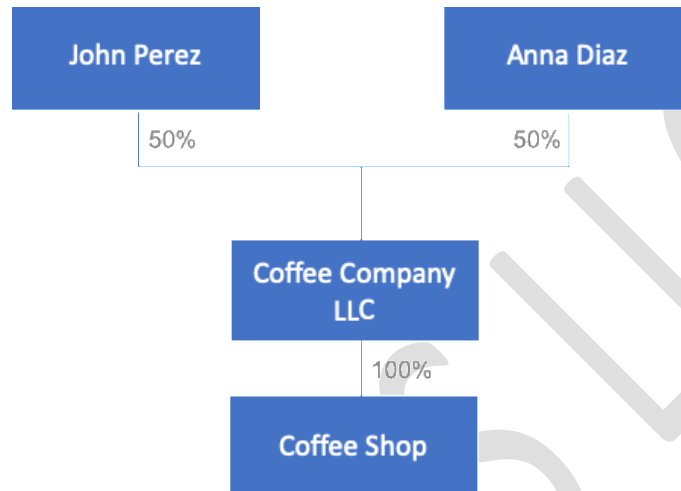 John Perez
Anna Diaz
50%
50%
Coffee Company
LLC
100%
Coffee Shop